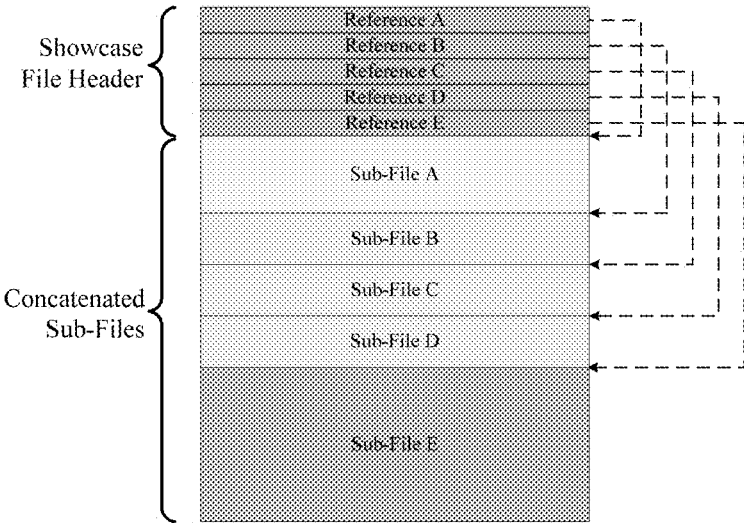 Showcase
File Header
Reference A
Reference B
Reference C
Reference D
Reference E
Concatenated
Sub-Files
Sub-File A
Sub-File B
Sub-File C
Sub-File D
Sub-File E